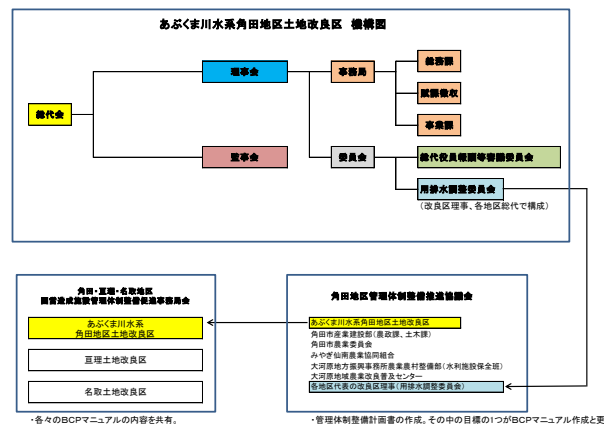 あぶくま川水系角田地区土地改良区 機構図
総代会
理事会
監事会
事務局
委員会
総務課
賦課徴収
事業課
総代役員報酬等審議委員会
用排水調整委員会
(改良区理事、各地区総代で構成)
角田・亘理・名取地区
国営造成施設管理体制整備促進事務局会
あぶくま川水系
角田地区土地改良区
亘理土地改良区
名取土地改良区
・各々のBCPマニュアルの内容を共有。
角田地区管理体制整備推進協議会
あぶくま川水系角田地区土地改良区
角田市産業建設部(農政課、土木課)
角田市農業委員会
みやぎ仙南農業協同組合
大河原地方振興事務所農業農村整備部(水利施設保全班)
大河原地域農業改良普及センター
各地区代表の改良区理事(用排水調整委員会)
・管理体制整備計画書の作成。その中の目標の1つがBCPマニュアル作成と更